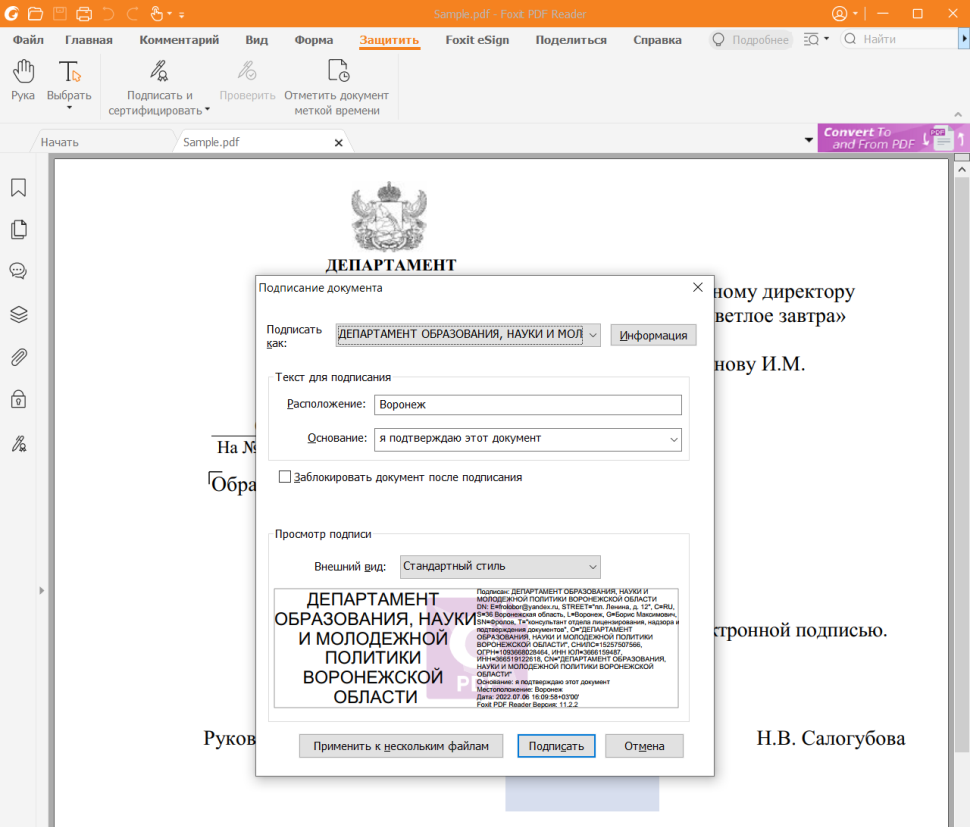 Sample.pdf - Foxit PDF Reader
Файл Главная Комментарий Вид Форма Защитить Foxit eSign Поделиться Справка Подробнее Найти
Рука Выбрать Подписать и сертифицировать Проверить Отметить документ меткой времени
Начать Sample.pdf
Convert To
and From PDF
PDF
ДЕПАРТАМЕНТ
ному директору
ветлое завтра»
нову И.М.
На №
Обра
ктронной подписью.
Руков
Н.В. Салогубова
Подписание документа
Подписать как: ДЕПАРТАМЕНТ ОБРАЗОВАНИЯ, НАУКИ И МОЛ Информация
Текст для подписания
Расположение: Воронеж
Основание: я подтверждаю этот документ
Заблокировать документ после подписания
Просмотр подписи
Внешний вид: Стандартный стиль
ДЕПАРТАМЕНТ
ОБРАЗОВАНИЯ, НАУКИ
И МОЛОДЕЖНОЙ
ПОЛИТИКИ
ВОРОНЕЖСКОЙ
ОБЛАСТИ
Подписан: ДЕПАРТАМЕНТ ОБРАЗОВАНИЯ, НАУКИ И
МОЛОДЕЖНОЙ ПОЛИТИКИ ВОРОНЕЖСКОЙ ОБЛАСТИ
DN: E=frolobor@yandex.ru, STREET="пл. Ленина, д. 12", C=RU,
S=36 Воронежская область, L=Воронеж, G=Борис Максимович,
SN=Фролов, T="консультант отдела лицензирования, надзора и
подтверждения документов", O="ДЕПАРТАМЕНТ
ОБРАЗОВАНИЯ, НАУКИ И МОЛОДЕЖНОЙ ПОЛИТИКИ
ВОРОНЕЖСКОЙ ОБЛАСТИ", СНИЛС=15257507566,
ОГРН=1093668028464, ИНН ЮЛ=3666159487,
ИНН=366519122618, CN="ДЕПАРТАМЕНТ ОБРАЗОВАНИЯ,
НАУКИ И МОЛОДЕЖНОЙ ПОЛИТИКИ ВОРОНЕЖСКОЙ
ОБЛАСТИ"
Основание: я подтверждаю этот документ
Местоположение: Воронеж
Дата: 2022.07.06 16:09:58+03'00'
Foxit PDF Reader Версия: 11.2.2
Применить к нескольким файлам Подписать Отмена